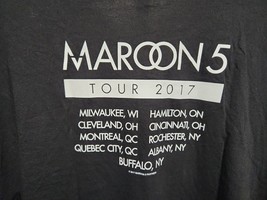 MAROON 5
TOUR 2017
MILWAUKEE, WI HAMILTON, ON
CLEVELAND, OH CINCINNATI, OH
MONTREAL, QC ROCHESTER, NY
QUEBEC CITY, QC ALBANY, NY
BUFFALO, NY